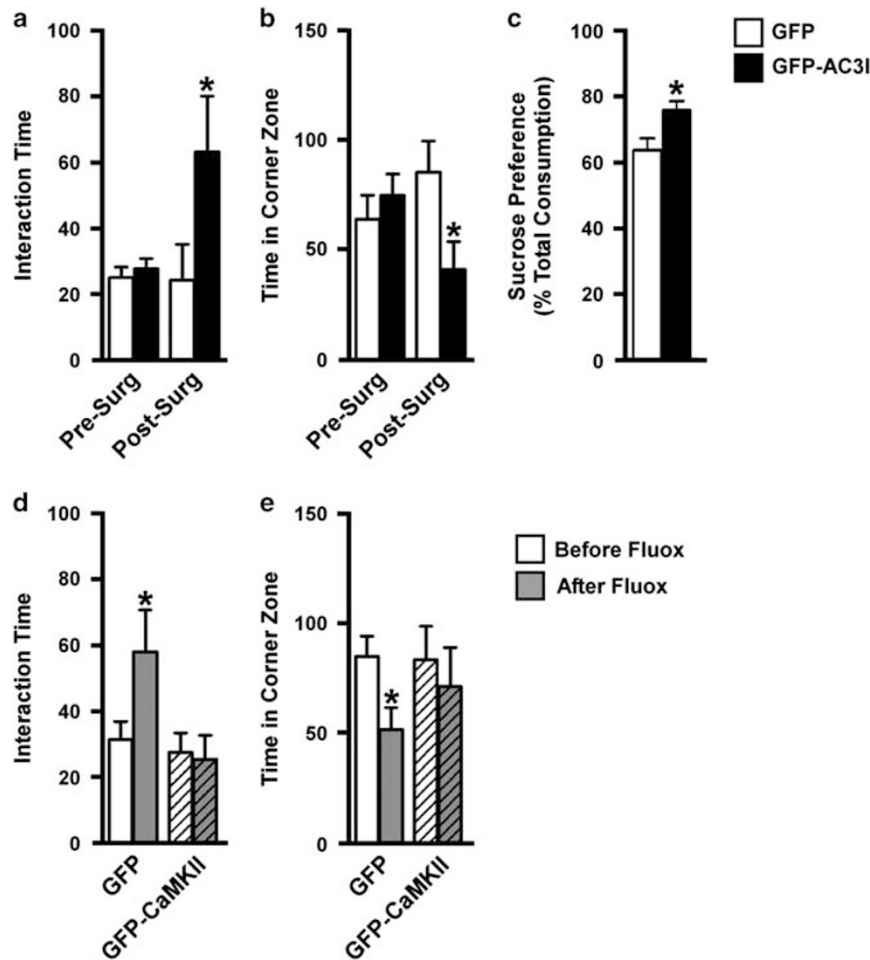 a
Interaction Time
100
80
60
40
20
0
*
Pre-Surg
Post-Surg
b
Time in Corner Zone
150
100
50
0
*
Pre-Surg
Post-Surg
c
Sucrose Preference
(% Total Consumption)
100
80
60
40
20
0
*
GFP
GFP-AC3I
d
Interaction Time
100
80
60
40
20
0
*
GFP
GFP-CaMKII
e
Time in Corner Zone
150
100
50
0
*
GFP
GFP-CaMKII
Before Fluox
After Fluox